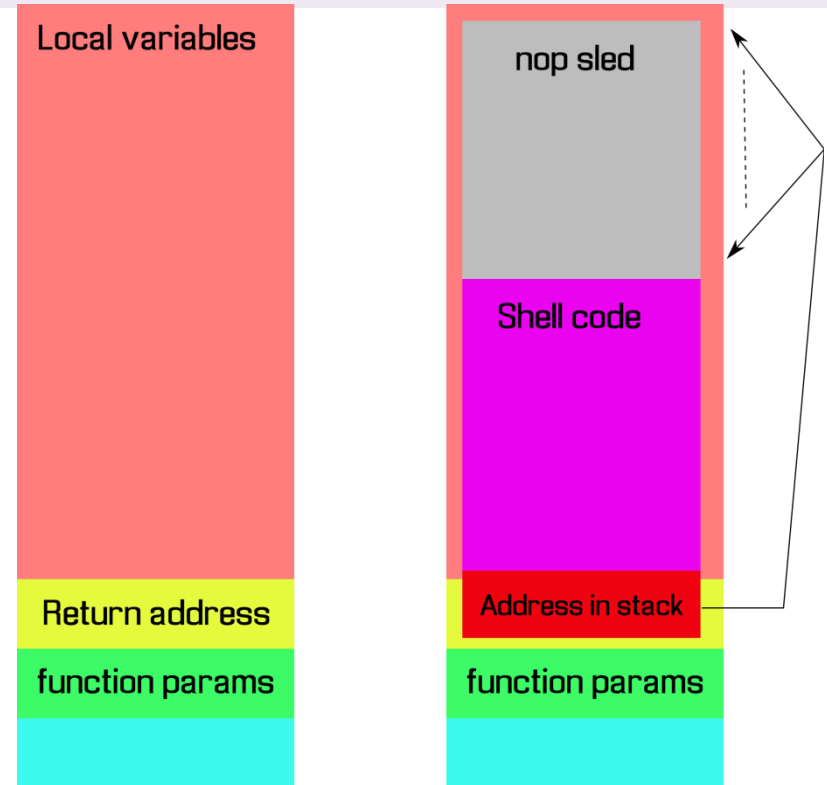 Local variables
Return address
function params
nop sled
Shell code
Address in stack
function params